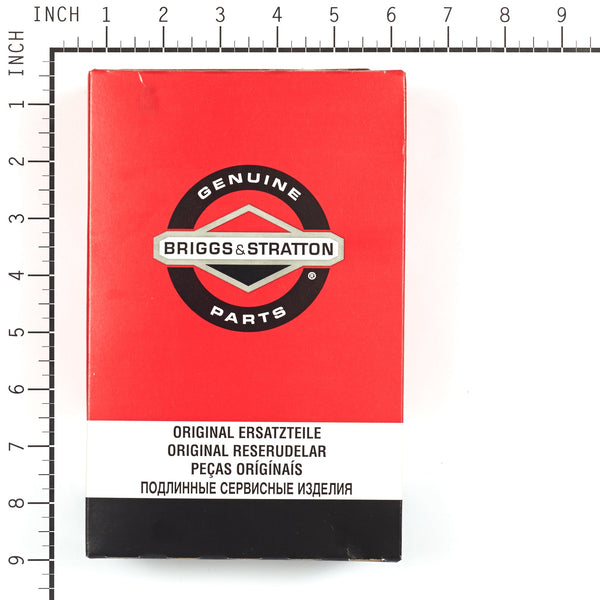 INCH 1 2 3 4 5 6 7 8 9
INCH 1 2 3 4 5 6 7 8 9
GENUINE
BRIGGS & STRATTON
®
PARTS
ORIGINAL ERSATZTEILE
ORIGINAL RESERUDELAR
PEÇAS ORÍGÍNAÍS
ПОДЛИННЫЕ СЕРВИСНЫЕ ИЗДЕЛИЯ